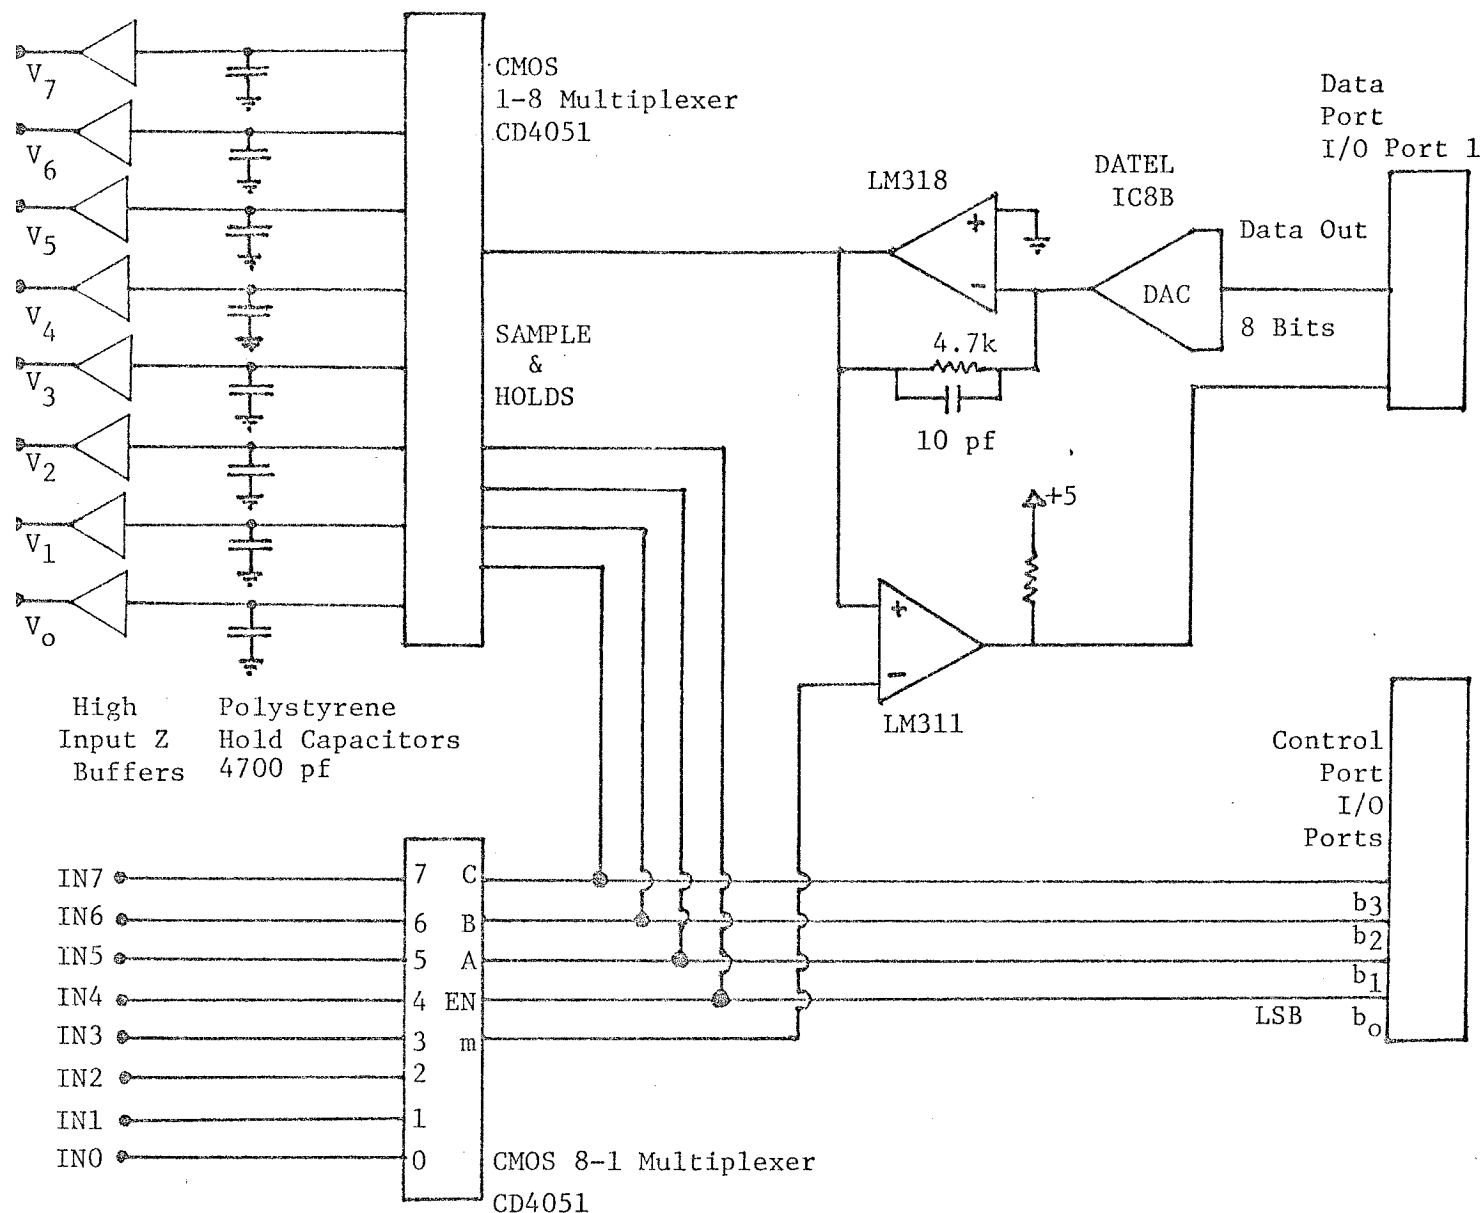 V7
V6
V5
V4
V3
V2
V1
Vo
CMOS
1-8 Multiplexer
CD4051
SAMPLE
&
HOLDS
LM318
+
-
4.7k
10 pf
DATEL
IC8B
DAC
Data Out
8 Bits
Data
Port
I/O Port 1
+5
+
-
LM311
High
Input Z
Buffers
Polystyrene
Hold Capacitors
4700 pf
Control
Port
I/O
Ports
b3
b2
b1
LSB bo
IN7
IN6
IN5
IN4
IN3
IN2
IN1
IN0
7 C
6 B
5 A
4 EN
3 m
2
1
0
CMOS 8-1 Multiplexer
CD4051